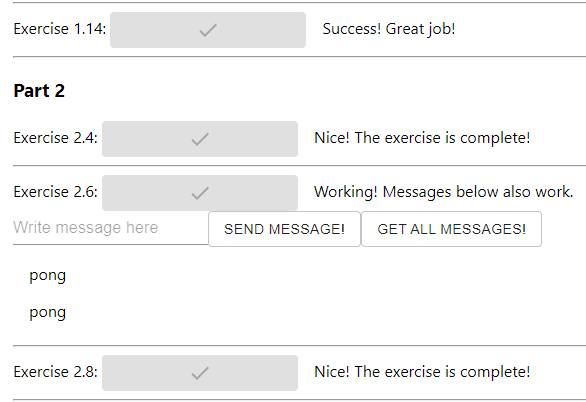 Exercise 1.14: Success! Great job!
Part 2
Exercise 2.4: Nice! The exercise is complete!
Exercise 2.6: Working! Messages below also work.
Write message here SEND MESSAGE! GET ALL MESSAGES!
pong
pong
Exercise 2.8: Nice! The exercise is complete!